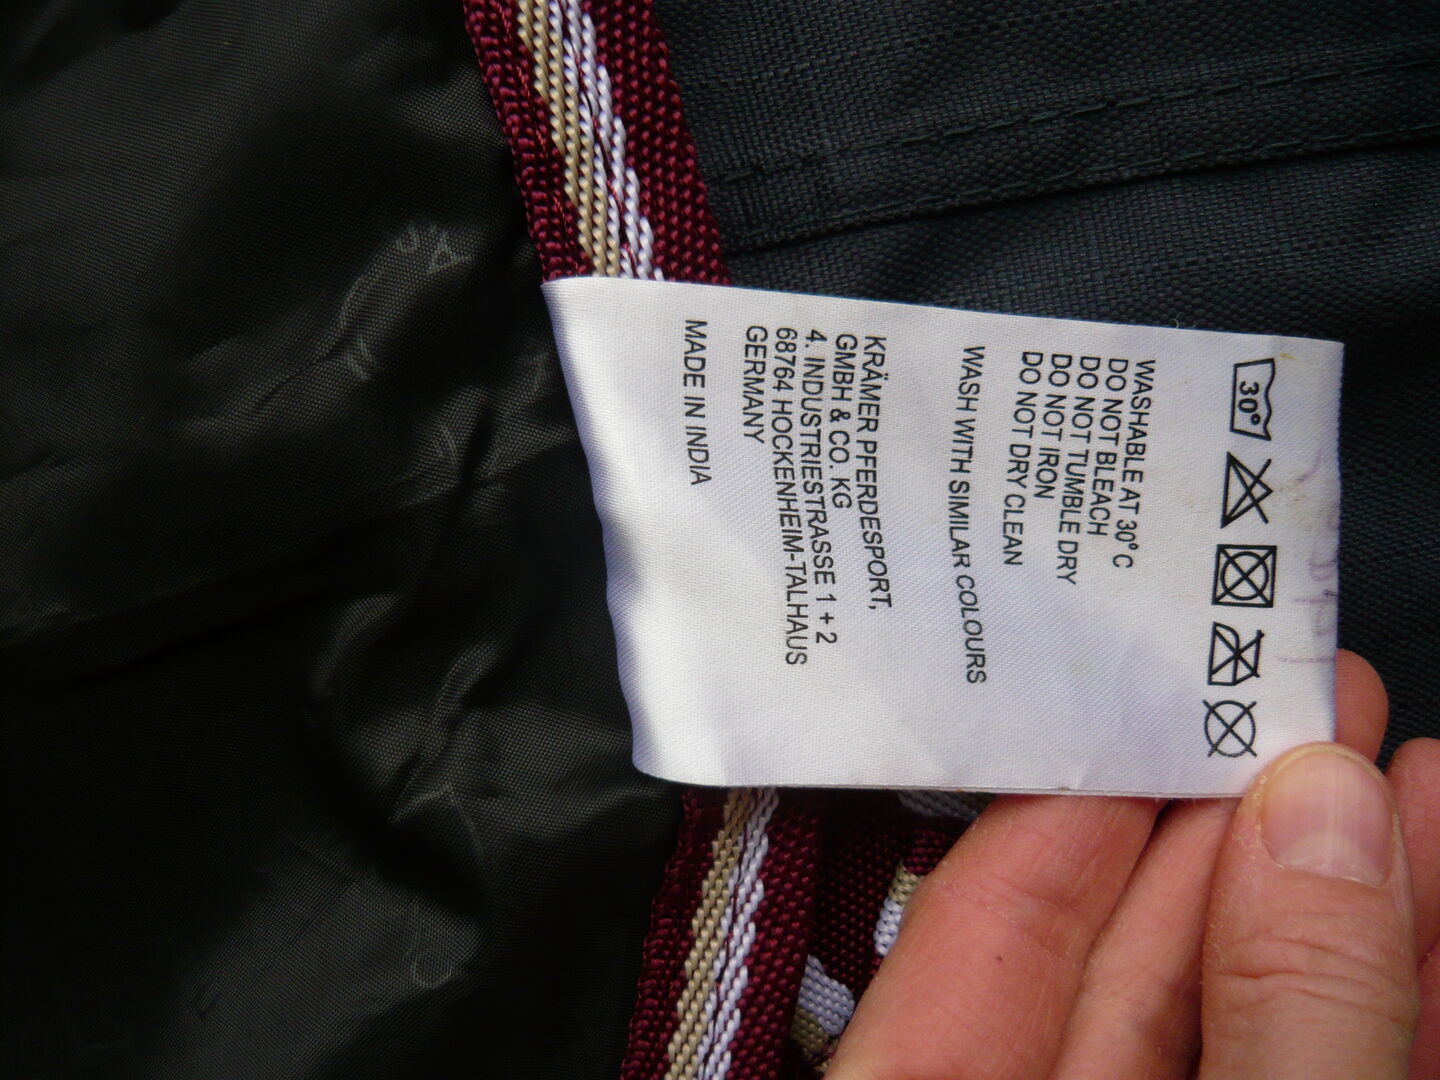 30°
WASHABLE AT 30° C
DO NOT BLEACH
DO NOT TUMBLE DRY
DO NOT IRON
DO NOT DRY CLEAN
WASH WITH SIMILAR COLOURS
KRÄMER PFERDESPORT,
GMBH & CO. KG
4. INDUSTRIESTRASSE 1 + 2
68764 HOCKENHEIM-TALHAUS
GERMANY
MADE IN INDIA